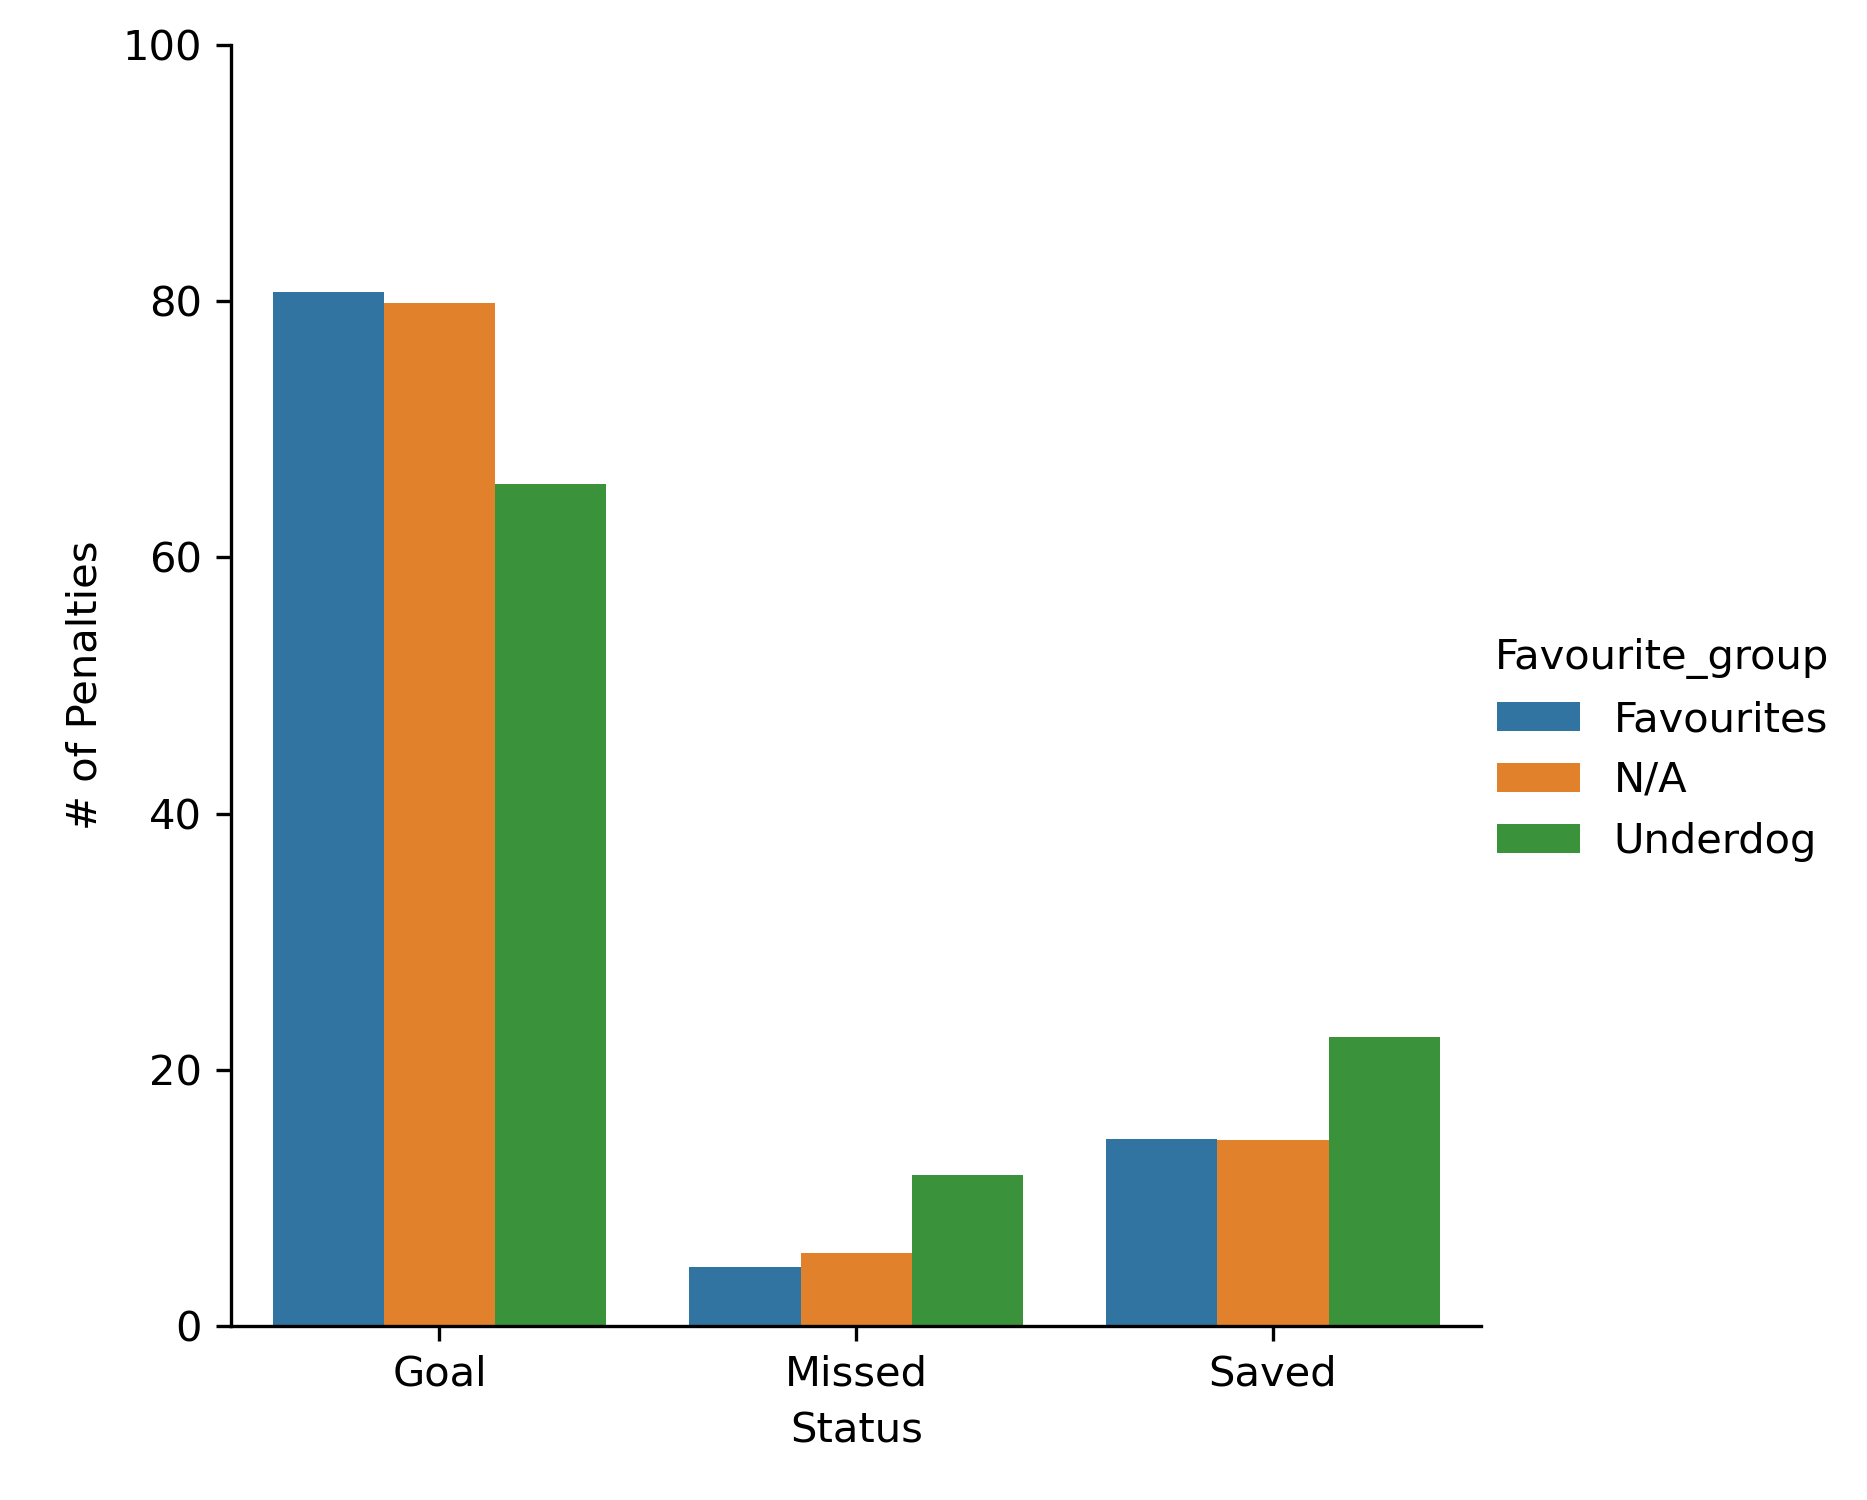 100
80
60
40
20
0
# of Penalties
Goal
Missed
Saved
Status
Favourite_group
Favourites
N/A
Underdog